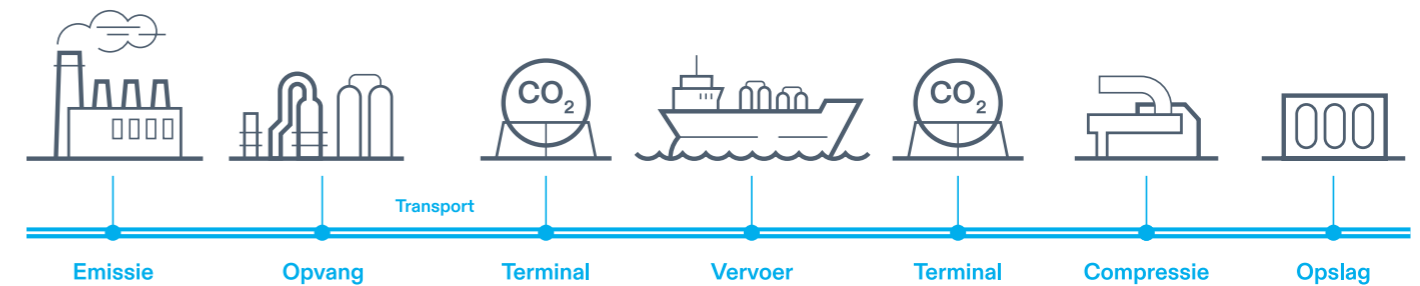 CO₂
CO₂
Transport
Emissie
Opvang
Terminal
Vervoer
Terminal
Compressie
Opslag